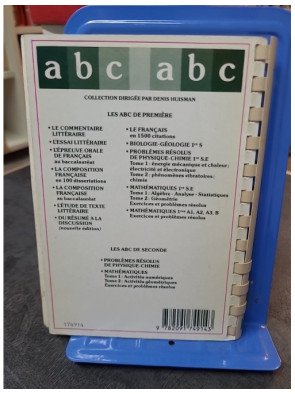 abc abc
COLLECTION DIRIGÉE PAR DENIS HUISMAN
LES ABC DE PREMIÈRE
• LE COMMENTAIRE
LITTÉRAIRE
• L'ESSAI LITTÉRAIRE
• L'ÉPREUVE ORALE
DE FRANÇAIS
au baccalauréat
• LA COMPOSITION
FRANÇAISE
en 100 dissertations
• LA COMPOSITION
FRANÇAISE
au baccalauréat
• L'ÉTUDE DE TEXTE
LITTÉRAIRE
• DU RÉSUMÉ A LA
DISCUSSION
(nouvelle édition)
• LE FRANÇAIS
en 1500 citations
• BIOLOGIE-GÉOLOGIE 1re S
• PROBLÈMES RÉSOLUS
DE PHYSIQUE-CHIMIE 1re S.E
Tome 1 : énergie mécanique et chaleur ;
électricité et électronique
Tome 2 : phénomènes vibratoires ;
chimie
• MATHÉMATIQUES 1re S.E
Tome 1 : Algèbre - Analyse - Statistiques
Tome 2 : Géométrie
Exercices et problèmes résolus
• MATHÉMATIQUES 1res A1, A2, A3, B
Exercices et problèmes résolus
LES ABC DE SECONDE
• PROBLÈMES RÉSOLUS
DE PHYSIQUE-CHIMIE
• MATHÉMATIQUES
Tome 1 : Activités numériques
Tome 2 : Activités géométriques
Exercices et problèmes résolus
174914
9 782091 749143